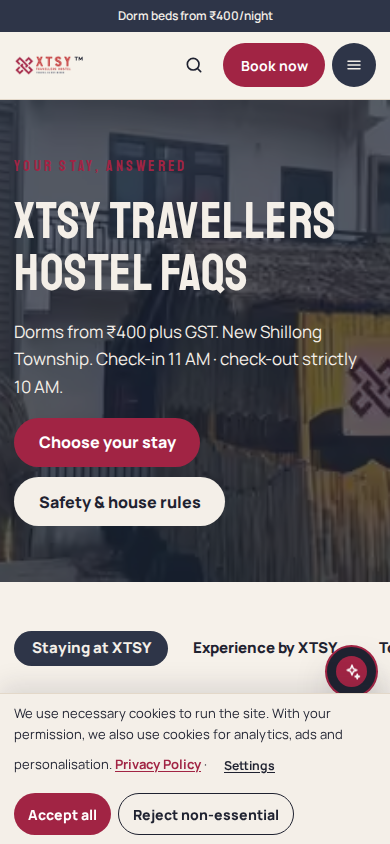 Dorm beds from ₹400/night
XTSY ™
Book now
YOUR STAY, ANSWERED
XTSY TRAVELLERS
HOSTEL FAQS
Dorms from ₹400 plus GST. New Shillong
Township. Check-in 11 AM · check-out strictly
10 AM.
Choose your stay
Safety & house rules
Staying at XTSY Experience by XTSY
We use necessary cookies to run the site. With your
permission, we also use cookies for analytics, ads and
personalisation. Privacy Policy · Settings
Accept all Reject non-essential